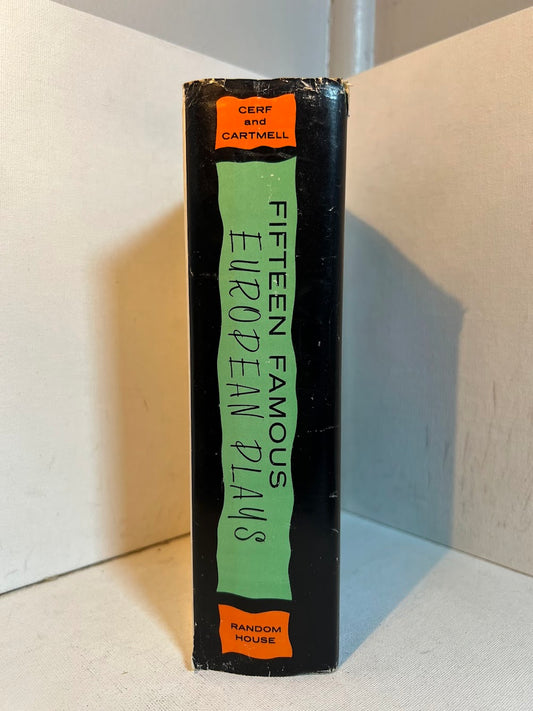 CERF
and
CARTMELL
FIFTEEN FAMOUS
EUROPEAN PLAYS
RANDOM
HOUSE